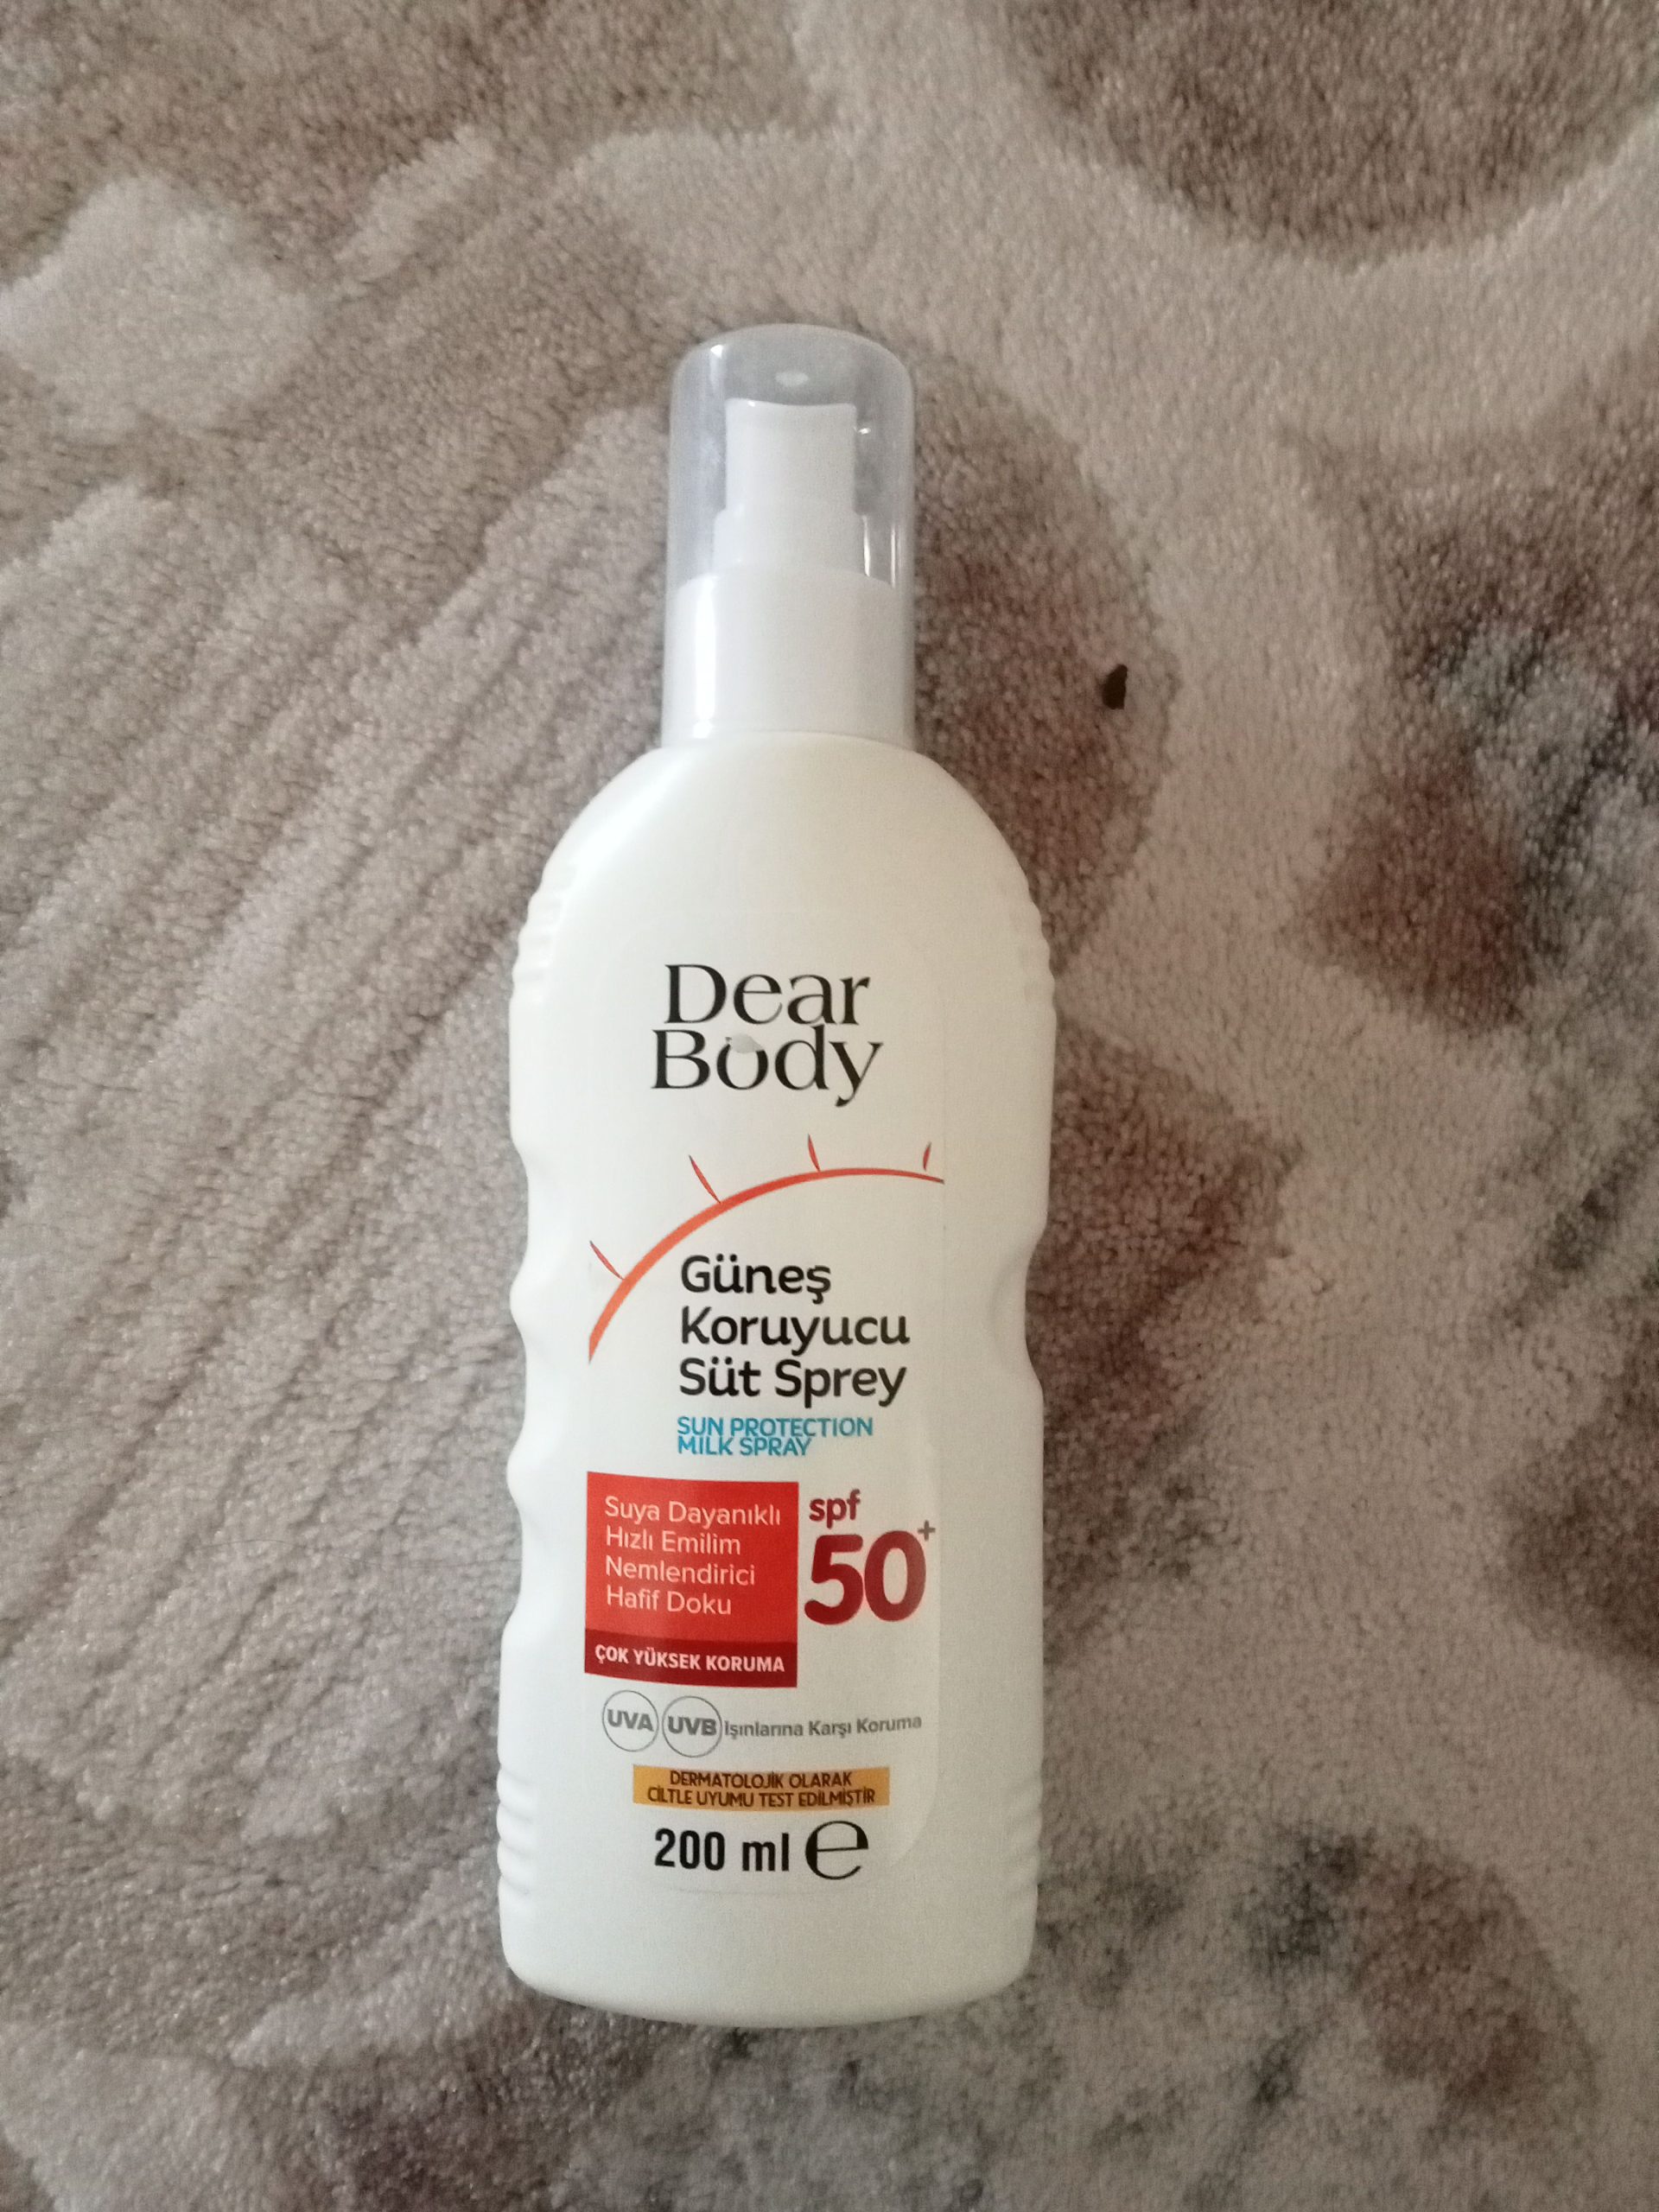 Dear
Body
Güneş
Koruyucu
Süt Sprey
SUN PROTECTION
MILK SPRAY
Suya Dayanıklı
Hızlı Emilim
Nemlendirici
Hafif Doku
ÇOK YÜKSEK KORUMA
spf
50+
UVA UVB Işınlarına Karşı Koruma
DERMATOLOJİK OLARAK
CİLTLE UYUMU TEST EDİLMİŞTİR
200 ml e